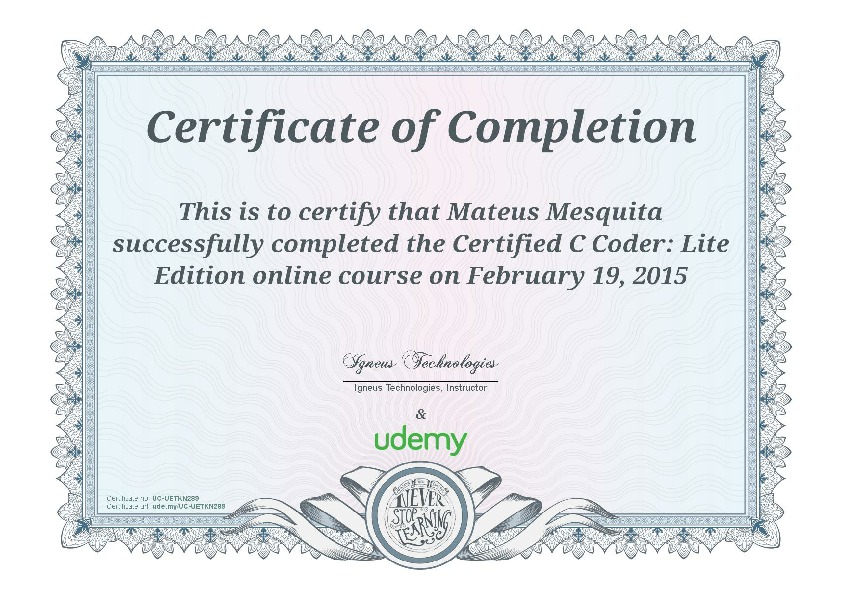 Certificate of Completion
This is to certify that Mateus Mesquita
successfully completed the Certified C Coder: Lite
Edition online course on February 19, 2015
Igneus Technologies
Igneus Technologies, Instructor
&
udemy
Certificate no: UC-UETKN289
Certificate url: ude.my/UC-UETKN289
NEVER
STOP
LEARNING